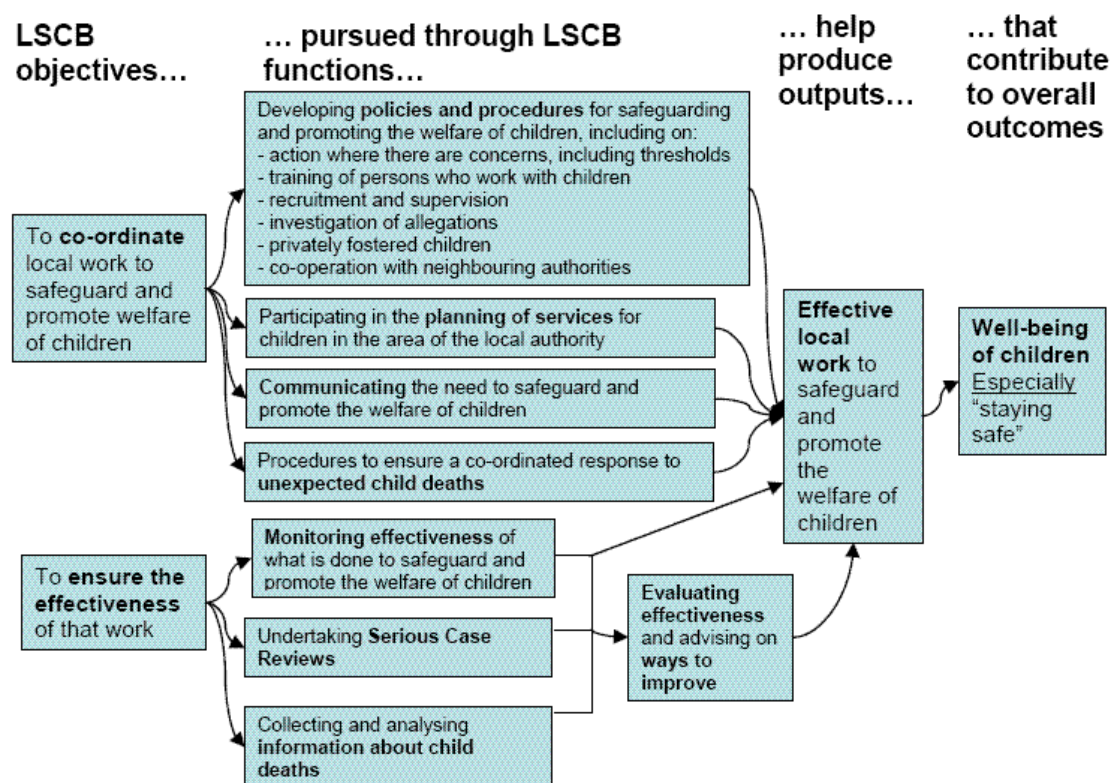 LSCB
objectives…
… pursued through LSCB
functions…
… help
produce
outputs…
… that
contribute
to overall
outcomes
To co-ordinate
local work to
safeguard and
promote welfare
of children
Developing policies and procedures for safeguarding
and promoting the welfare of children, including on:
- action where there are concerns, including thresholds
- training of persons who work with children
- recruitment and supervision
- investigation of allegations
- privately fostered children
- co-operation with neighbouring authorities
Participating in the planning of services for
children in the area of the local authority
Communicating the need to safeguard and
promote the welfare of children
Procedures to ensure a co-ordinated response to
unexpected child deaths
To ensure the
effectiveness
of that work
Monitoring effectiveness of
what is done to safeguard and
promote the welfare of children
Undertaking Serious Case
Reviews
Collecting and analysing
information about child
deaths
Evaluating
effectiveness
and advising on
ways to
improve
Effective
local
work to
safeguard
and
promote
the
welfare of
children
Well-being
of children
Especially
“staying
safe”